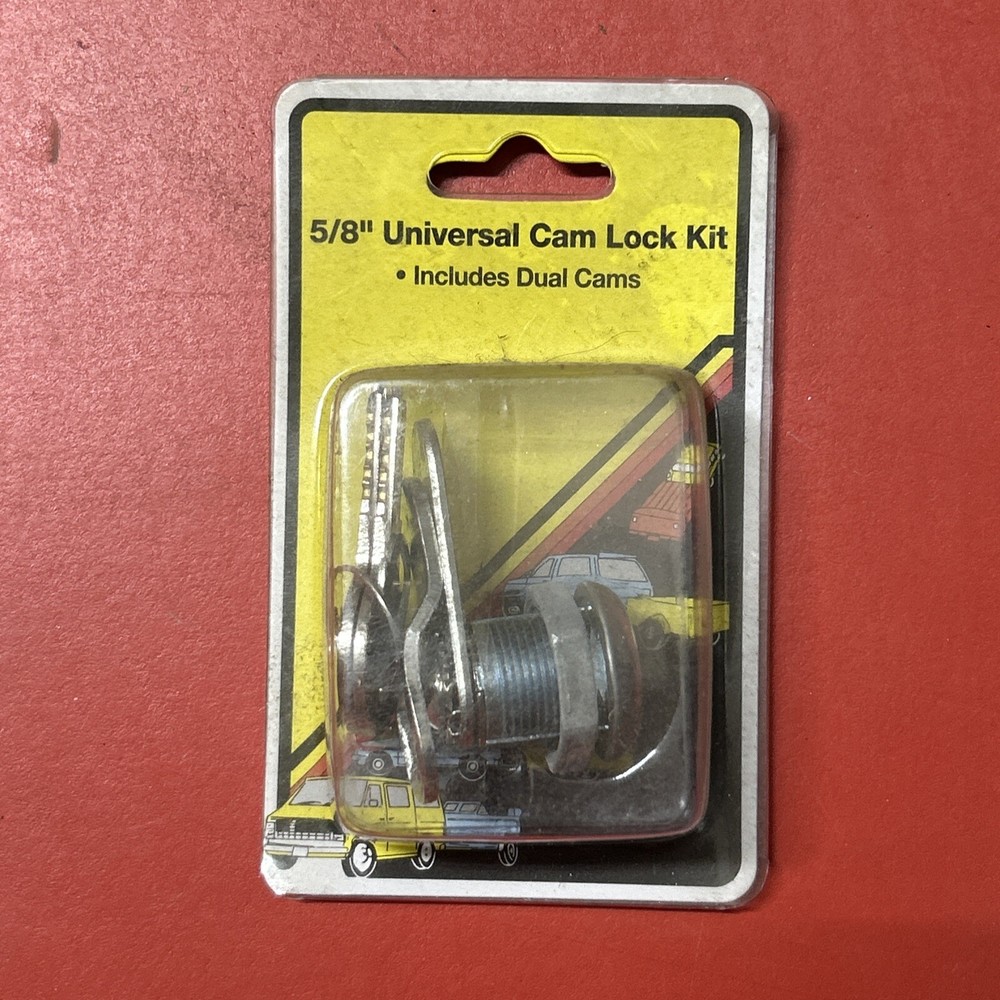 5/8" Universal Cam Lock Kit
• Includes Dual Cams